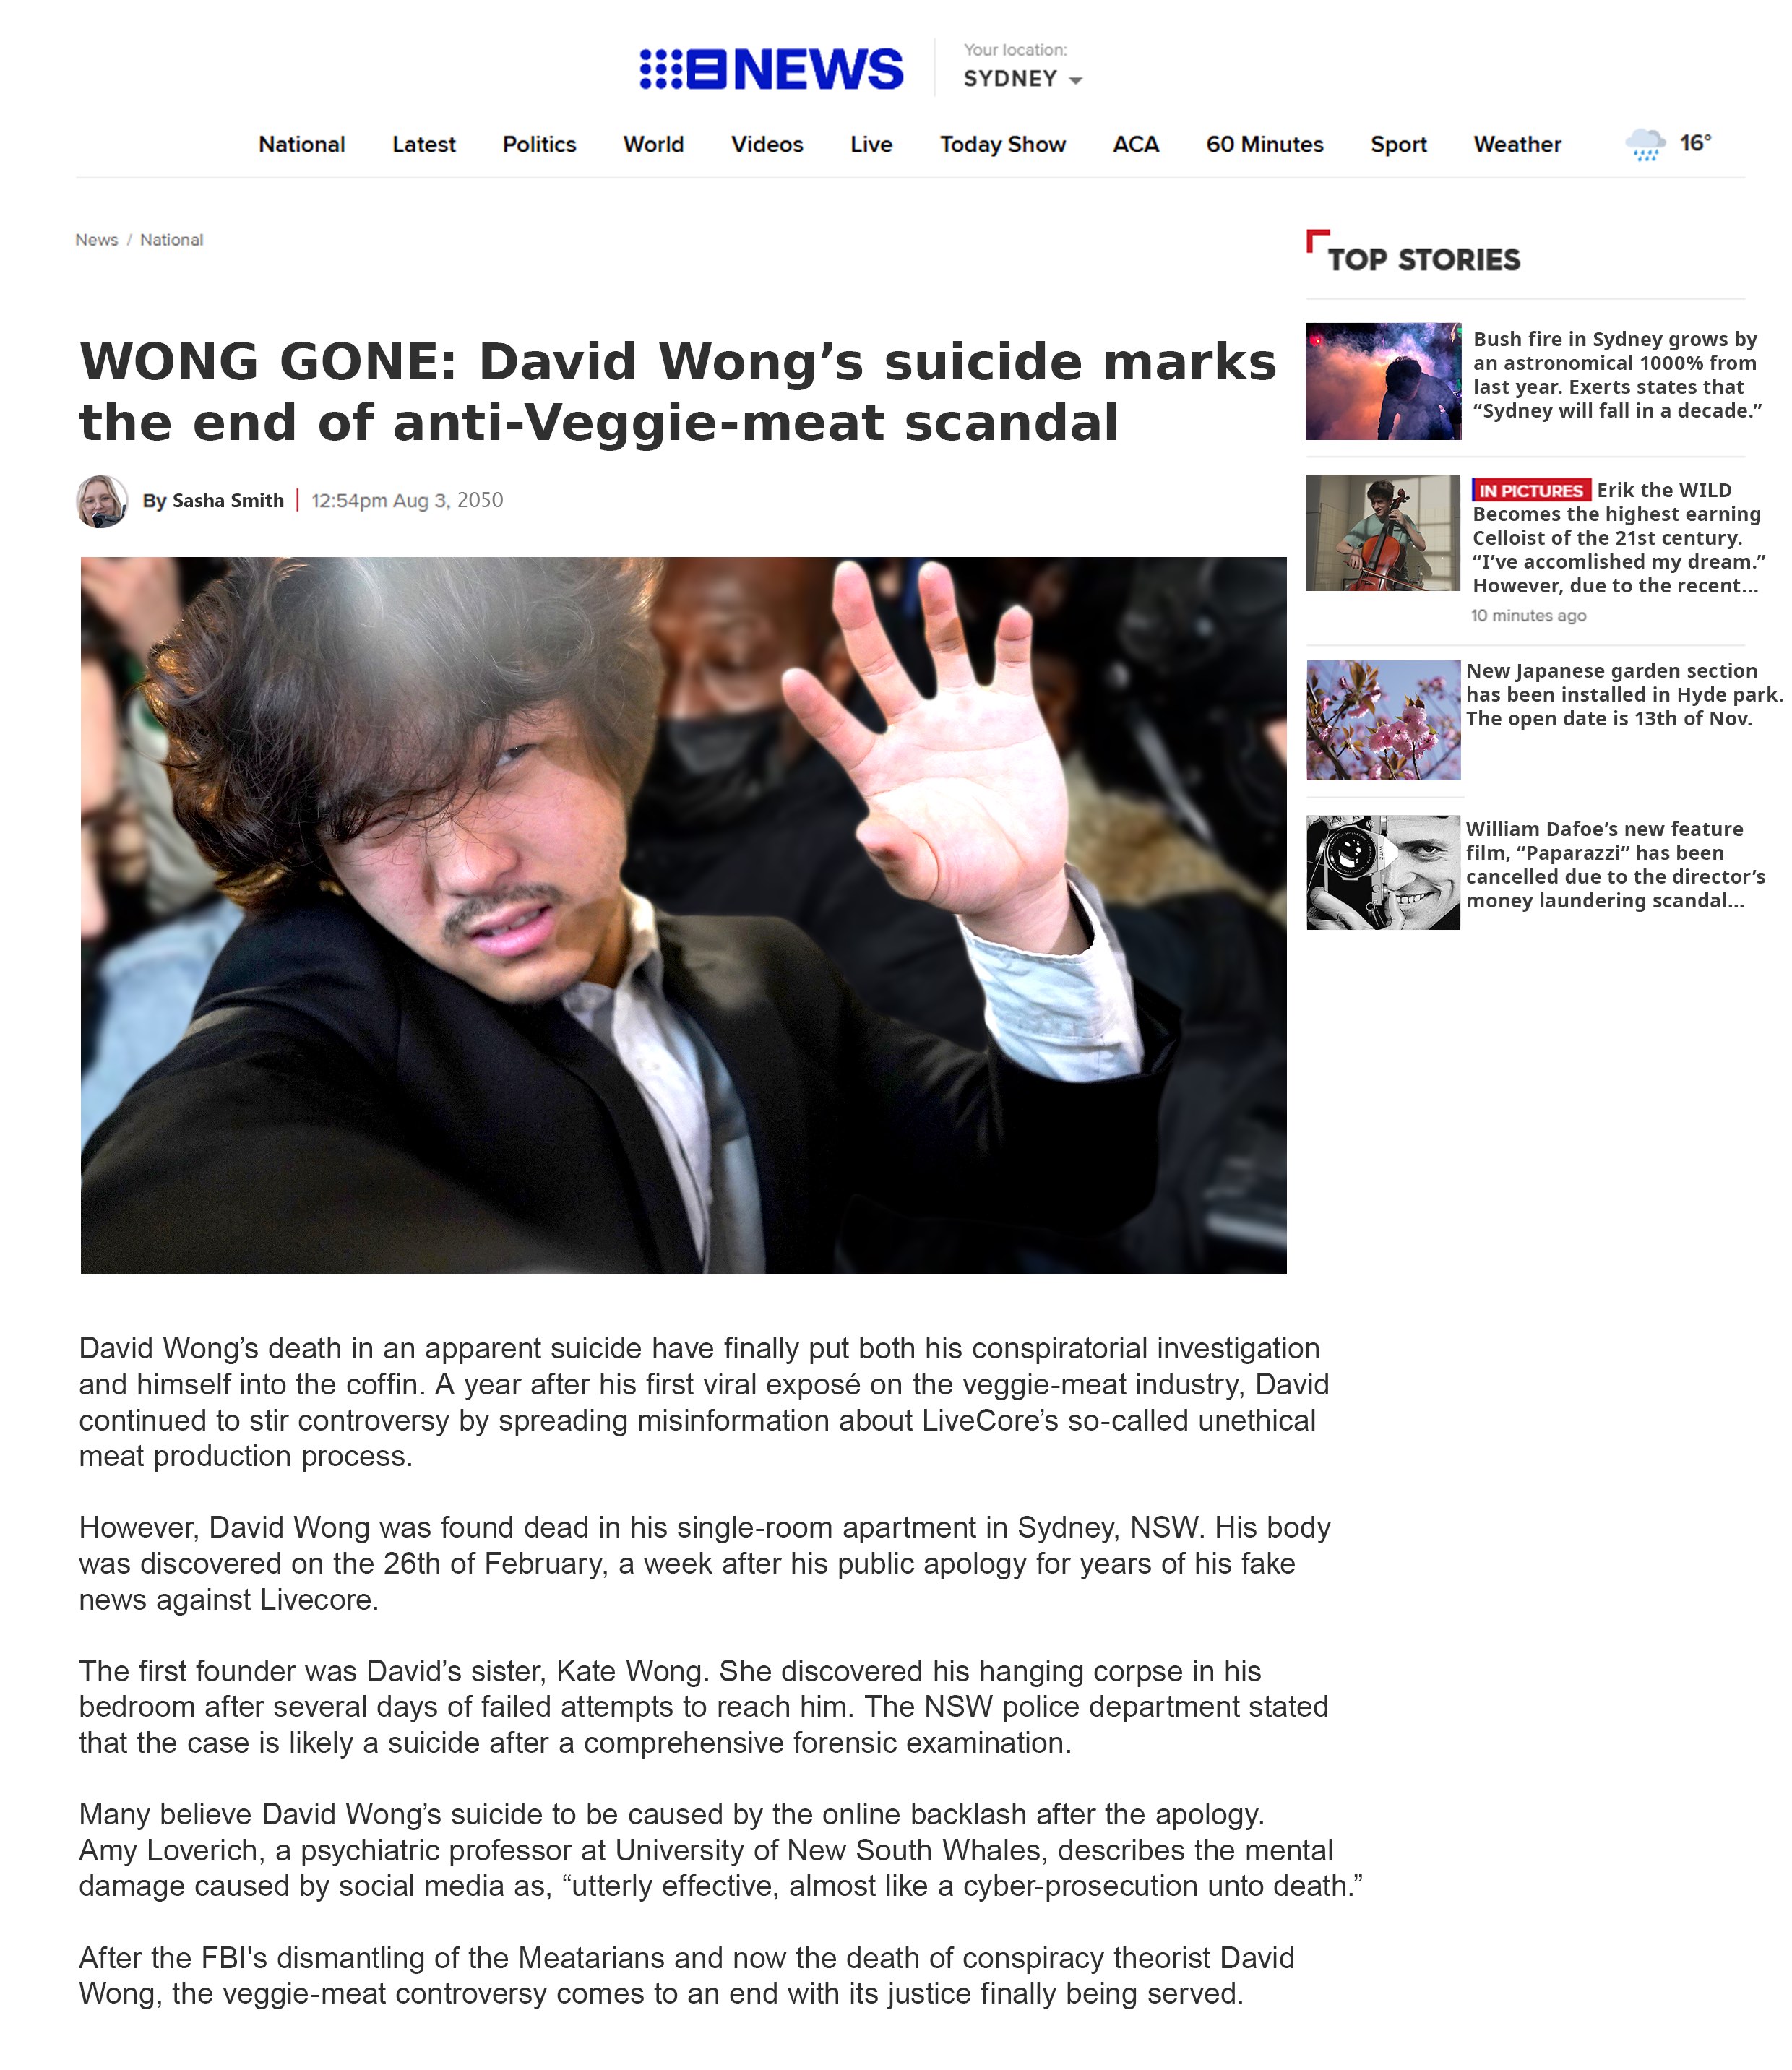 NEWS
Your location:
SYDNEY
National Latest Politics World Videos Live Today Show ACA 60 Minutes Sport Weather 16°
News / National
WONG GONE: David Wong’s suicide marks
the end of anti-Veggie-meat scandal
By Sasha Smith | 12:54pm Aug 3, 2050
David Wong’s death in an apparent suicide have finally put both his conspiratorial investigation
and himself into the coffin. A year after his first viral exposé on the veggie-meat industry, David
continued to stir controversy by spreading misinformation about LiveCore’s so-called unethical
meat production process.
However, David Wong was found dead in his single-room apartment in Sydney, NSW. His body
was discovered on the 26th of February, a week after his public apology for years of his fake
news against Livecore.
The first founder was David’s sister, Kate Wong. She discovered his hanging corpse in his
bedroom after several days of failed attempts to reach him. The NSW police department stated
that the case is likely a suicide after a comprehensive forensic examination.
Many believe David Wong’s suicide to be caused by the online backlash after the apology.
Amy Loverich, a psychiatric professor at University of New South Whales, describes the mental
damage caused by social media as, “utterly effective, almost like a cyber-prosecution unto death.”
After the FBI's dismantling of the Meatarians and now the death of conspiracy theorist David
Wong, the veggie-meat controversy comes to an end with its justice finally being served.
TOP STORIES
Bush fire in Sydney grows by
an astronomical 1000% from
last year. Exerts states that
“Sydney will fall in a decade.”
IN PICTURES Erik the WILD
Becomes the highest earning
Celloist of the 21st century.
“I’ve accomlished my dream.”
However, due to the recent...
10 minutes ago
New Japanese garden section
has been installed in Hyde park.
The open date is 13th of Nov.
William Dafoe’s new feature
film, “Paparazzi” has been
cancelled due to the director’s
money laundering scandal...